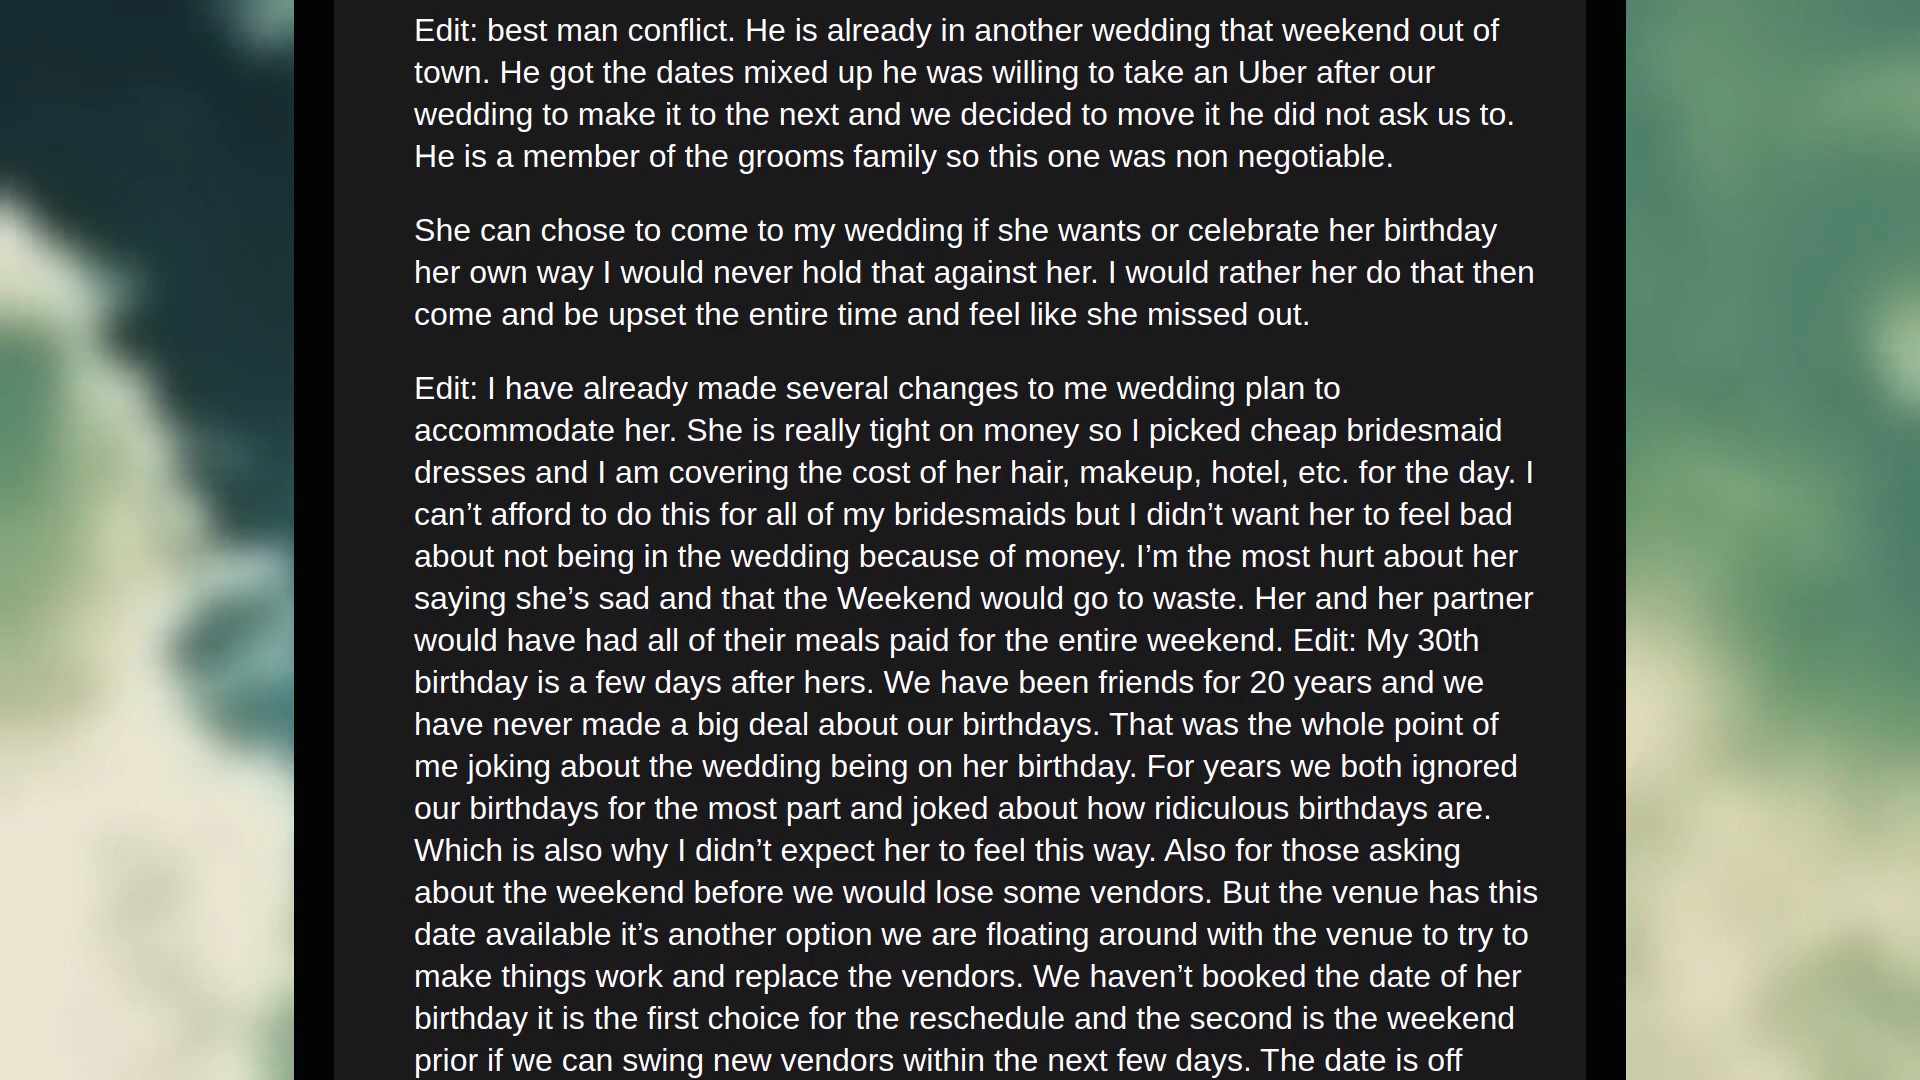 Edit: best man conflict. He is already in another wedding that weekend out of
town. He got the dates mixed up he was willing to take an Uber after our
wedding to make it to the next and we decided to move it he did not ask us to.
He is a member of the grooms family so this one was non negotiable.
She can chose to come to my wedding if she wants or celebrate her birthday
her own way I would never hold that against her. I would rather her do that then
come and be upset the entire time and feel like she missed out.
Edit: I have already made several changes to me wedding plan to
accommodate her. She is really tight on money so I picked cheap bridesmaid
dresses and I am covering the cost of her hair, makeup, hotel, etc. for the day. I
can’t afford to do this for all of my bridesmaids but I didn’t want her to feel bad
about not being in the wedding because of money. I’m the most hurt about her
saying she’s sad and that the Weekend would go to waste. Her and her partner
would have had all of their meals paid for the entire weekend. Edit: My 30th
birthday is a few days after hers. We have been friends for 20 years and we
have never made a big deal about our birthdays. That was the whole point of
me joking about the wedding being on her birthday. For years we both ignored
our birthdays for the most part and joked about how ridiculous birthdays are.
Which is also why I didn’t expect her to feel this way. Also for those asking
about the weekend before we would lose some vendors. But the venue has this
date available it’s another option we are floating around with the venue to try to
make things work and replace the vendors. We haven’t booked the date of her
birthday it is the first choice for the reschedule and the second is the weekend
prior if we can swing new vendors within the next few days. The date is off